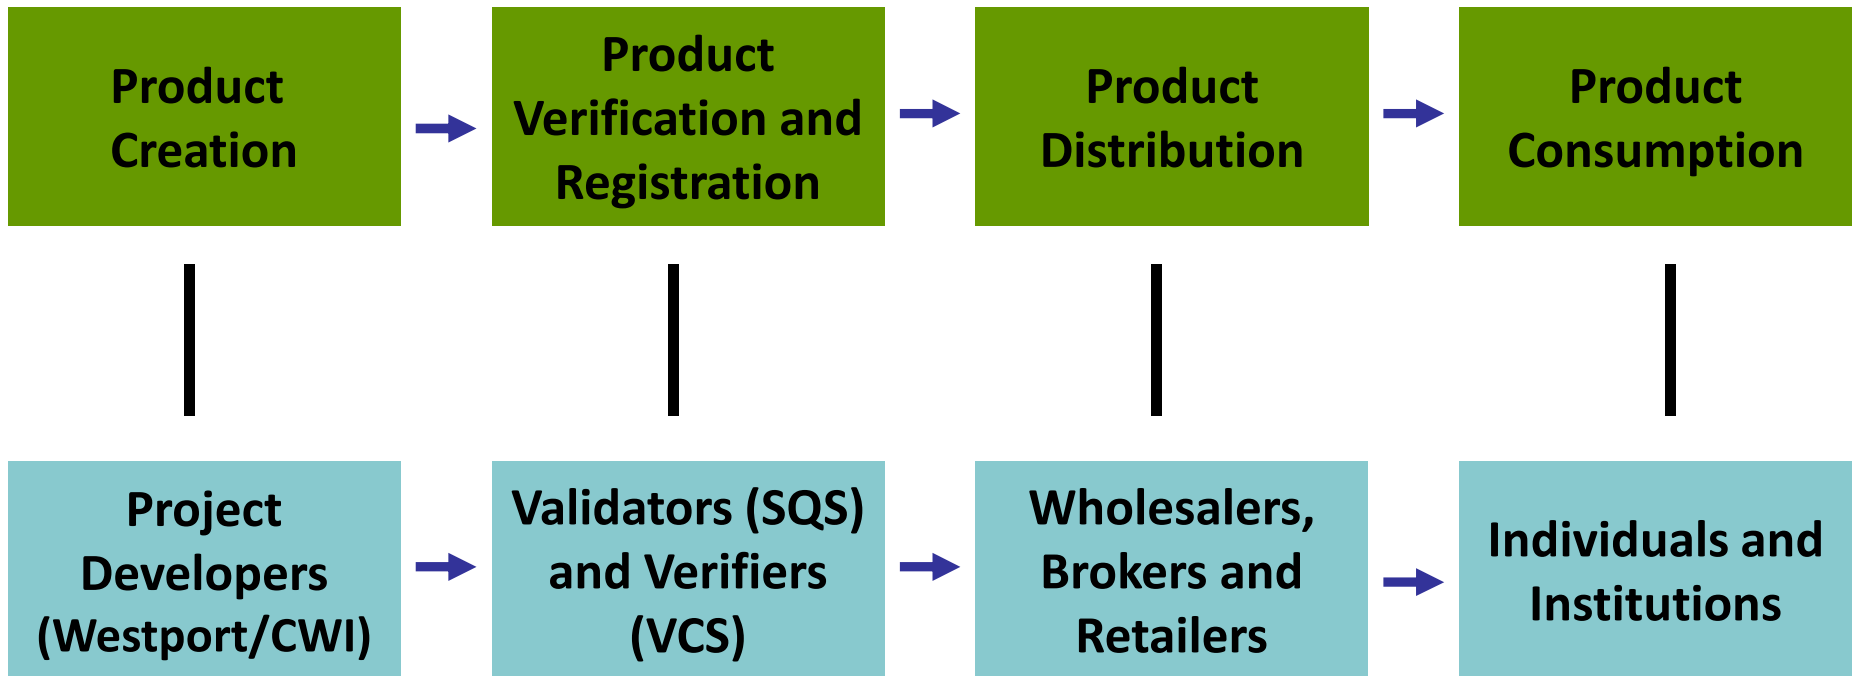 Product
Creation
Product
Verification and
Registration
Product
Distribution
Product
Consumption
Project
Developers
(Westport/CWI)
Validators (SQS)
and Verifiers
(VCS)
Wholesalers,
Brokers and
Retailers
Individuals and
Institutions